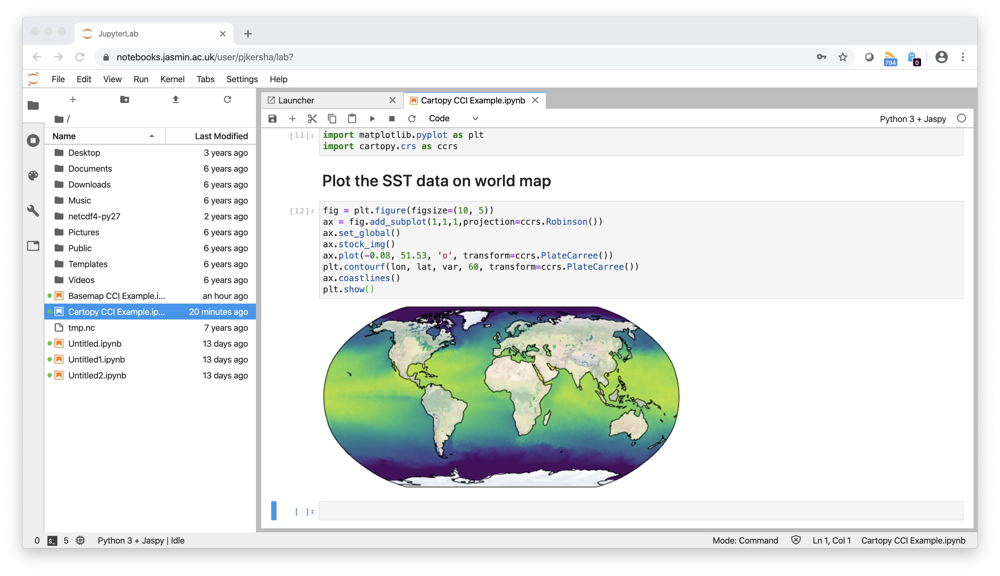 JupyterLab
notebooks.jasmin.ac.uk/user/pjkersha/lab?
794
0
File Edit View Run Kernel Tabs Settings Help
Launcher
Cartopy CCI Example.ipynb
/
Code
Python 3 + Jaspy
Name Last Modified
Desktop 3 years ago
Documents 6 years ago
Downloads 6 years ago
Music 6 years ago
netcdf4-py27 2 years ago
Pictures 6 years ago
Public 6 years ago
Templates 6 years ago
Videos 6 years ago
Basemap CCI Example.i... an hour ago
Cartopy CCI Example.ip... 20 minutes ago
tmp.nc 7 years ago
Untitled.ipynb 13 days ago
Untitled1.ipynb 13 days ago
Untitled2.ipynb 13 days ago
[11]: import matplotlib.pyplot as plt
import cartopy.crs as ccrs
Plot the SST data on world map
[12]: fig = plt.figure(figsize=(10, 5))
ax = fig.add_subplot(1,1,1,projection=ccrs.Robinson())
ax.set_global()
ax.stock_img()
ax.plot(-0.08, 51.53, 'o', transform=ccrs.PlateCarree())
plt.contourf(lon, lat, var, 60, transform=ccrs.PlateCarree())
ax.coastlines()
plt.show()
[ ]:
0 $_ 5 Python 3 + Jaspy | Idle Mode: Command Ln 1, Col 1 Cartopy CCI Example.ipynb